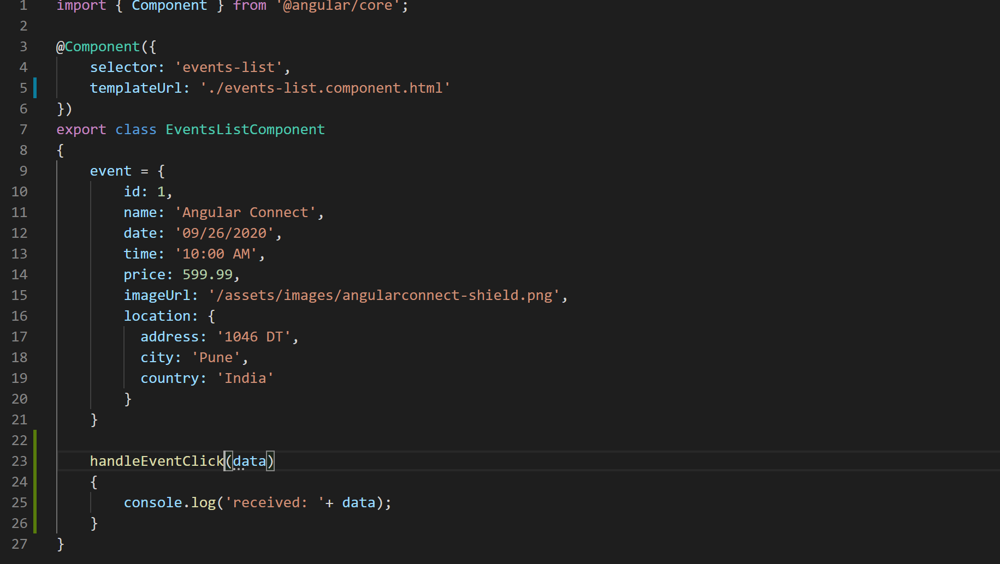 1 import { Component } from '@angular/core';
2
3 @Component({
4     selector: 'events-list',
5     templateUrl: './events-list.component.html'
6 })
7 export class EventsListComponent
8 {
9     event = {
10         id: 1,
11         name: 'Angular Connect',
12         date: '09/26/2020',
13         time: '10:00 AM',
14         price: 599.99,
15         imageUrl: '/assets/images/angularconnect-shield.png',
16         location: {
17           address: '1046 DT',
18           city: 'Pune',
19           country: 'India'
20         }
21     }
22
23     handleEventClick(data)
24     {
25         console.log('received: '+ data);
26     }
27 }